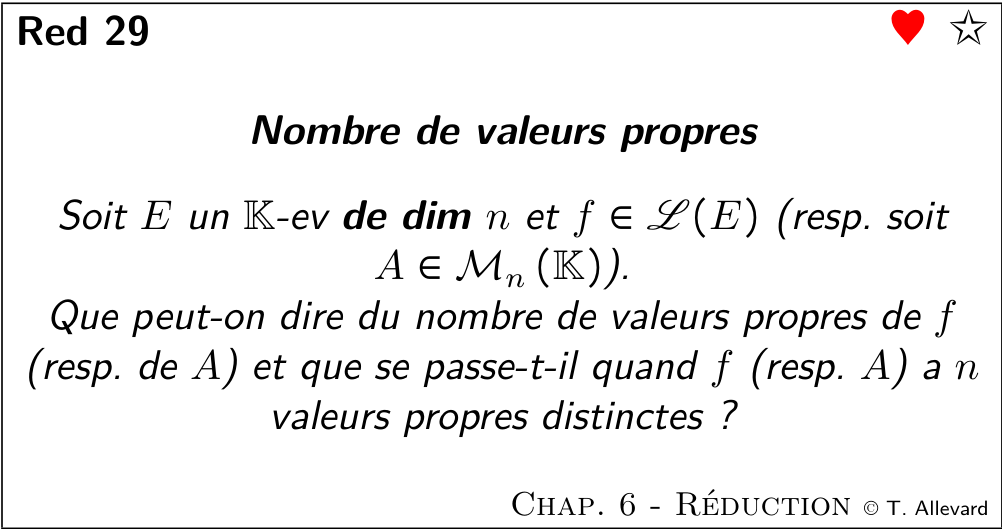 Red 29
Nombre de valeurs propres
Soit E un 𝕂-ev de dim n et f ∈ ℒ(E) (resp. soit
A ∈ ℳₙ (𝕂)).
Que peut-on dire du nombre de valeurs propres de f
(resp. de A) et que se passe-t-il quand f (resp. A) a n
valeurs propres distinctes ?
Chap. 6 - Réduction © T. Allevard